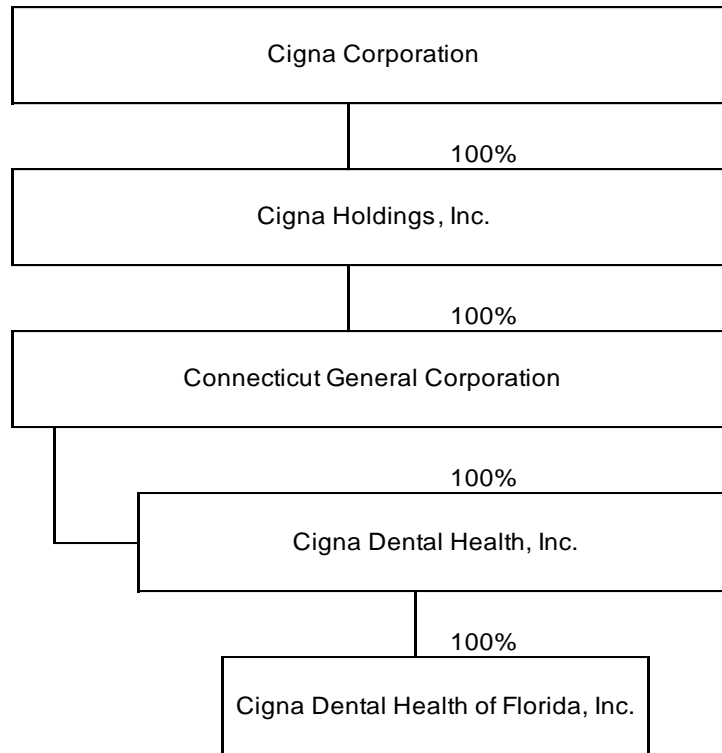 Cigna Corporation
100%
Cigna Holdings, Inc.
100%
Connecticut General Corporation
100%
Cigna Dental Health, Inc.
100%
Cigna Dental Health of Florida, Inc.